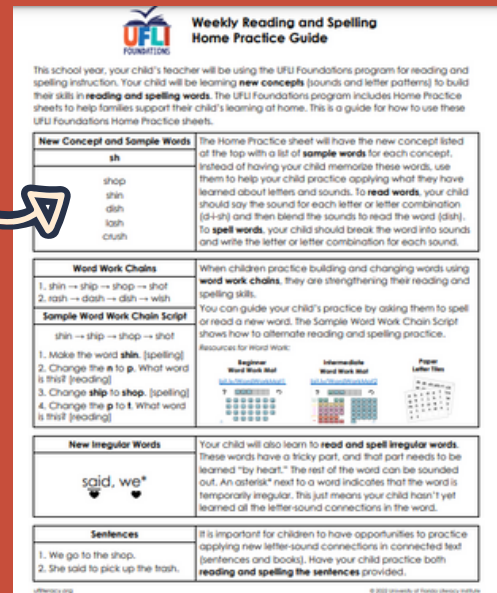 UFLI
FOUNDATIONS
Weekly Reading and Spelling
Home Practice Guide
This school year, your child's teacher will be using the UFLI Foundations program for reading and
spelling instruction. Your child will be learning new concepts (sounds and letter patterns) to build
their skills in reading and spelling words. The UFLI Foundations program includes Home Practice
sheets to help families support their child's learning at home. This is a guide for how to use these
UFLI Foundations Home Practice sheets.
New Concept and Sample Words
sh
shop
shin
dish
lash
crush
The Home Practice sheet will have the new concept listed
at the top with a list of sample words for each concept.
Instead of having your child memorize these words, use
them to help your child practice applying what they have
learned about letters and sounds. To read words, your child
should say the sound for each letter or letter combination
(d-i-sh) and then blend the sounds to read the word (dish).
To spell words, your child should break the word into sounds
and write the letter or letter combination for each sound.
Word Work Chains
1. shin → ship → shop → shot
2. rash → dash → dish → wish
Sample Word Work Chain Script
shin → ship → shop → shot
1. Make the word shin. [spelling]
2. Change the n to p. What word
is this? [reading]
3. Change ship to shop. [spelling]
4. Change the p to t. What word
is this? [reading]
When children practice building and changing words using
word work chains, they are strengthening their reading and
spelling skills.
You can guide your child's practice by asking them to spell
or read a new word. The Sample Word Work Chain Script
shows how to alternate reading and spelling practice.
Resources for Word Work:
Beginner
Word Work Mat
Intermediate
Word Work Mat
Paper
Letter Tiles
New Irregular Words
said, we*
Your child will also learn to read and spell irregular words.
These words have a tricky part, and that part needs to be
learned "by heart." The rest of the word can be sounded
out. An asterisk* next to a word indicates that the word is
temporarily irregular. This just means your child hasn't yet
learned all the letter-sound connections in the word.
Sentences
1. We go to the shop.
2. She said to pick up the trash.
It is important for children to have opportunities to practice
applying new letter-sound connections in connected text
(sentences and books). Have your child practice both
reading and spelling the sentences provided.
ufliteracy.org
© 2022 University of Florida Literacy Institute